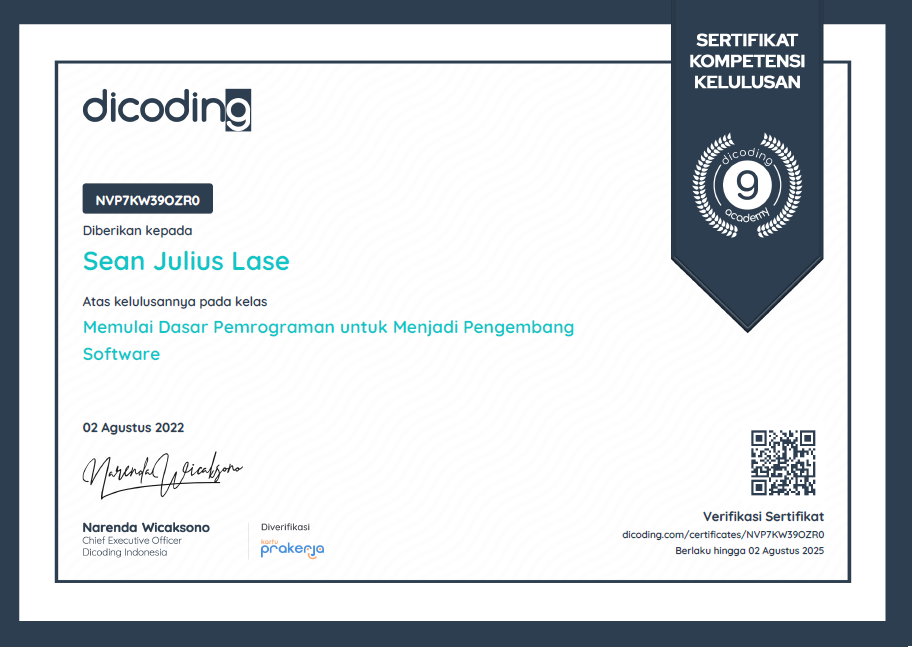 SERTIFIKAT
KOMPETENSI
KELULUSAN
dicoding
dicoding
9
academy
NVP7KW39OZR0
Diberikan kepada
Sean Julius Lase
Atas kelulusannya pada kelas
Memulai Dasar Pemrograman untuk Menjadi Pengembang
Software
02 Agustus 2022
Narenda Wicaksono
Narenda Wicaksono
Chief Executive Officer
Dicoding Indonesia
Diverifikasi
kartu
prakerja
Verifikasi Sertifikat
dicoding.com/certificates/NVP7KW39OZR0
Berlaku hingga 02 Agustus 2025